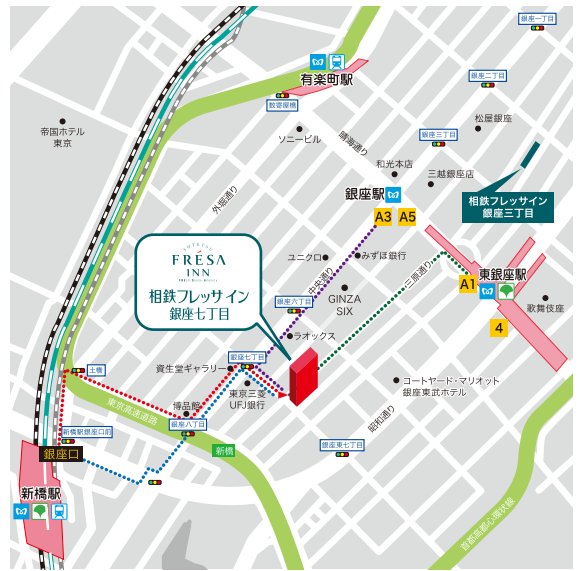 銀座一丁目
有楽町駅
銀座二丁目
数寄屋橋
松屋銀座
帝国ホテル
東京
ソニービル
晴海通り
銀座三丁目
和光本店
三越銀座店
相鉄フレッサイン
銀座三丁目
銀座駅
外堀通り
A3
A5
SOTETSU
FRÉSA
INN
相鉄フレッサイン
銀座七丁目
ユニクロ
みずほ銀行
中央通り
三原通り
東銀座駅
A1
GINZA
SIX
銀座六丁目
歌舞伎座
4
ラオックス
銀座七丁目
資生堂ギャラリー
土橋
東京三菱
UFJ銀行
コートヤード・マリオット
銀座東武ホテル
東京高速道路
博品館
昭和通り
銀座八丁目
新橋駅銀座口前
銀座口
新橋
銀座東七丁目
新橋駅
首都高都心環状線